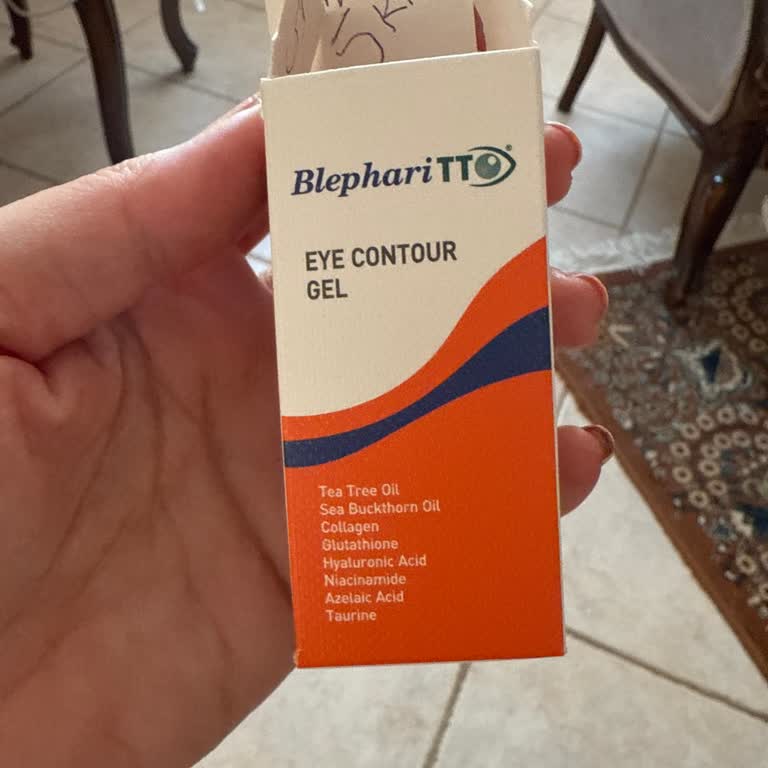 BlephariTTO®
EYE CONTOUR
GEL
Tea Tree Oil
Sea Buckthorn Oil
Collagen
Glutathione
Hyaluronic Acid
Niacinamide
Azelaic Acid
Taurine